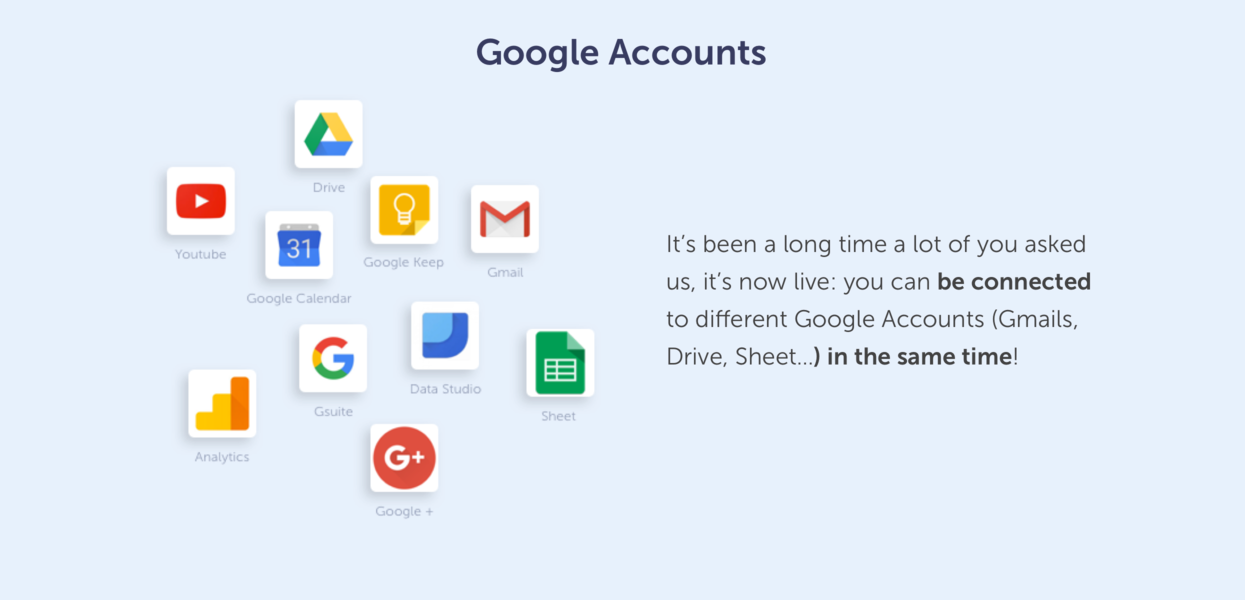 Google Accounts
Drive
Youtube
31
Google Keep
Gmail
Google Calendar
It’s been a long time a lot of you asked
us, it’s now live: you can be connected
to different Google Accounts (Gmails,
Drive, Sheet...) in the same time!
G
Gsuite
Data Studio
Sheet
Analytics
G+
Google +